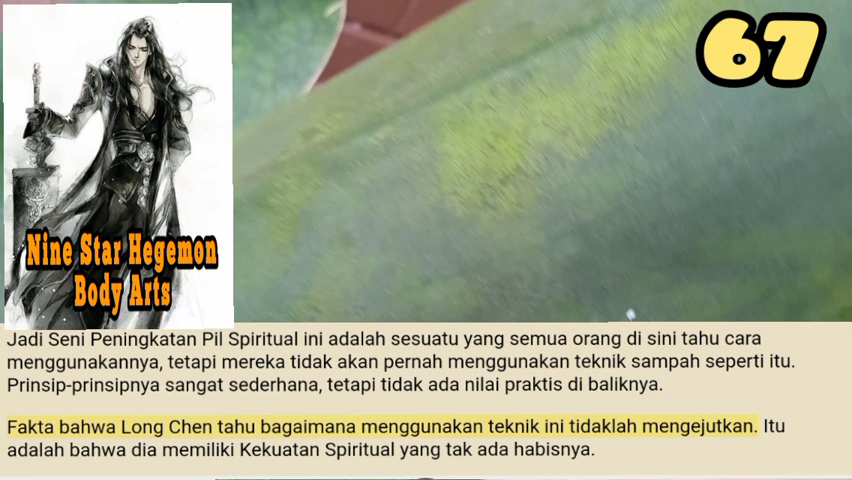 67
Nine Star Hegemon
Body Arts
Jadi Seni Peningkatan Pil Spiritual ini adalah sesuatu yang semua orang di sini tahu cara
menggunakannya, tetapi mereka tidak akan pernah menggunakan teknik sampah seperti itu.
Prinsip-prinsipnya sangat sederhana, tetapi tidak ada nilai praktis di baliknya.
Fakta bahwa Long Chen tahu bagaimana menggunakan teknik ini tidaklah mengejutkan. Itu
adalah bahwa dia memiliki Kekuatan Spiritual yang tak ada habisnya.